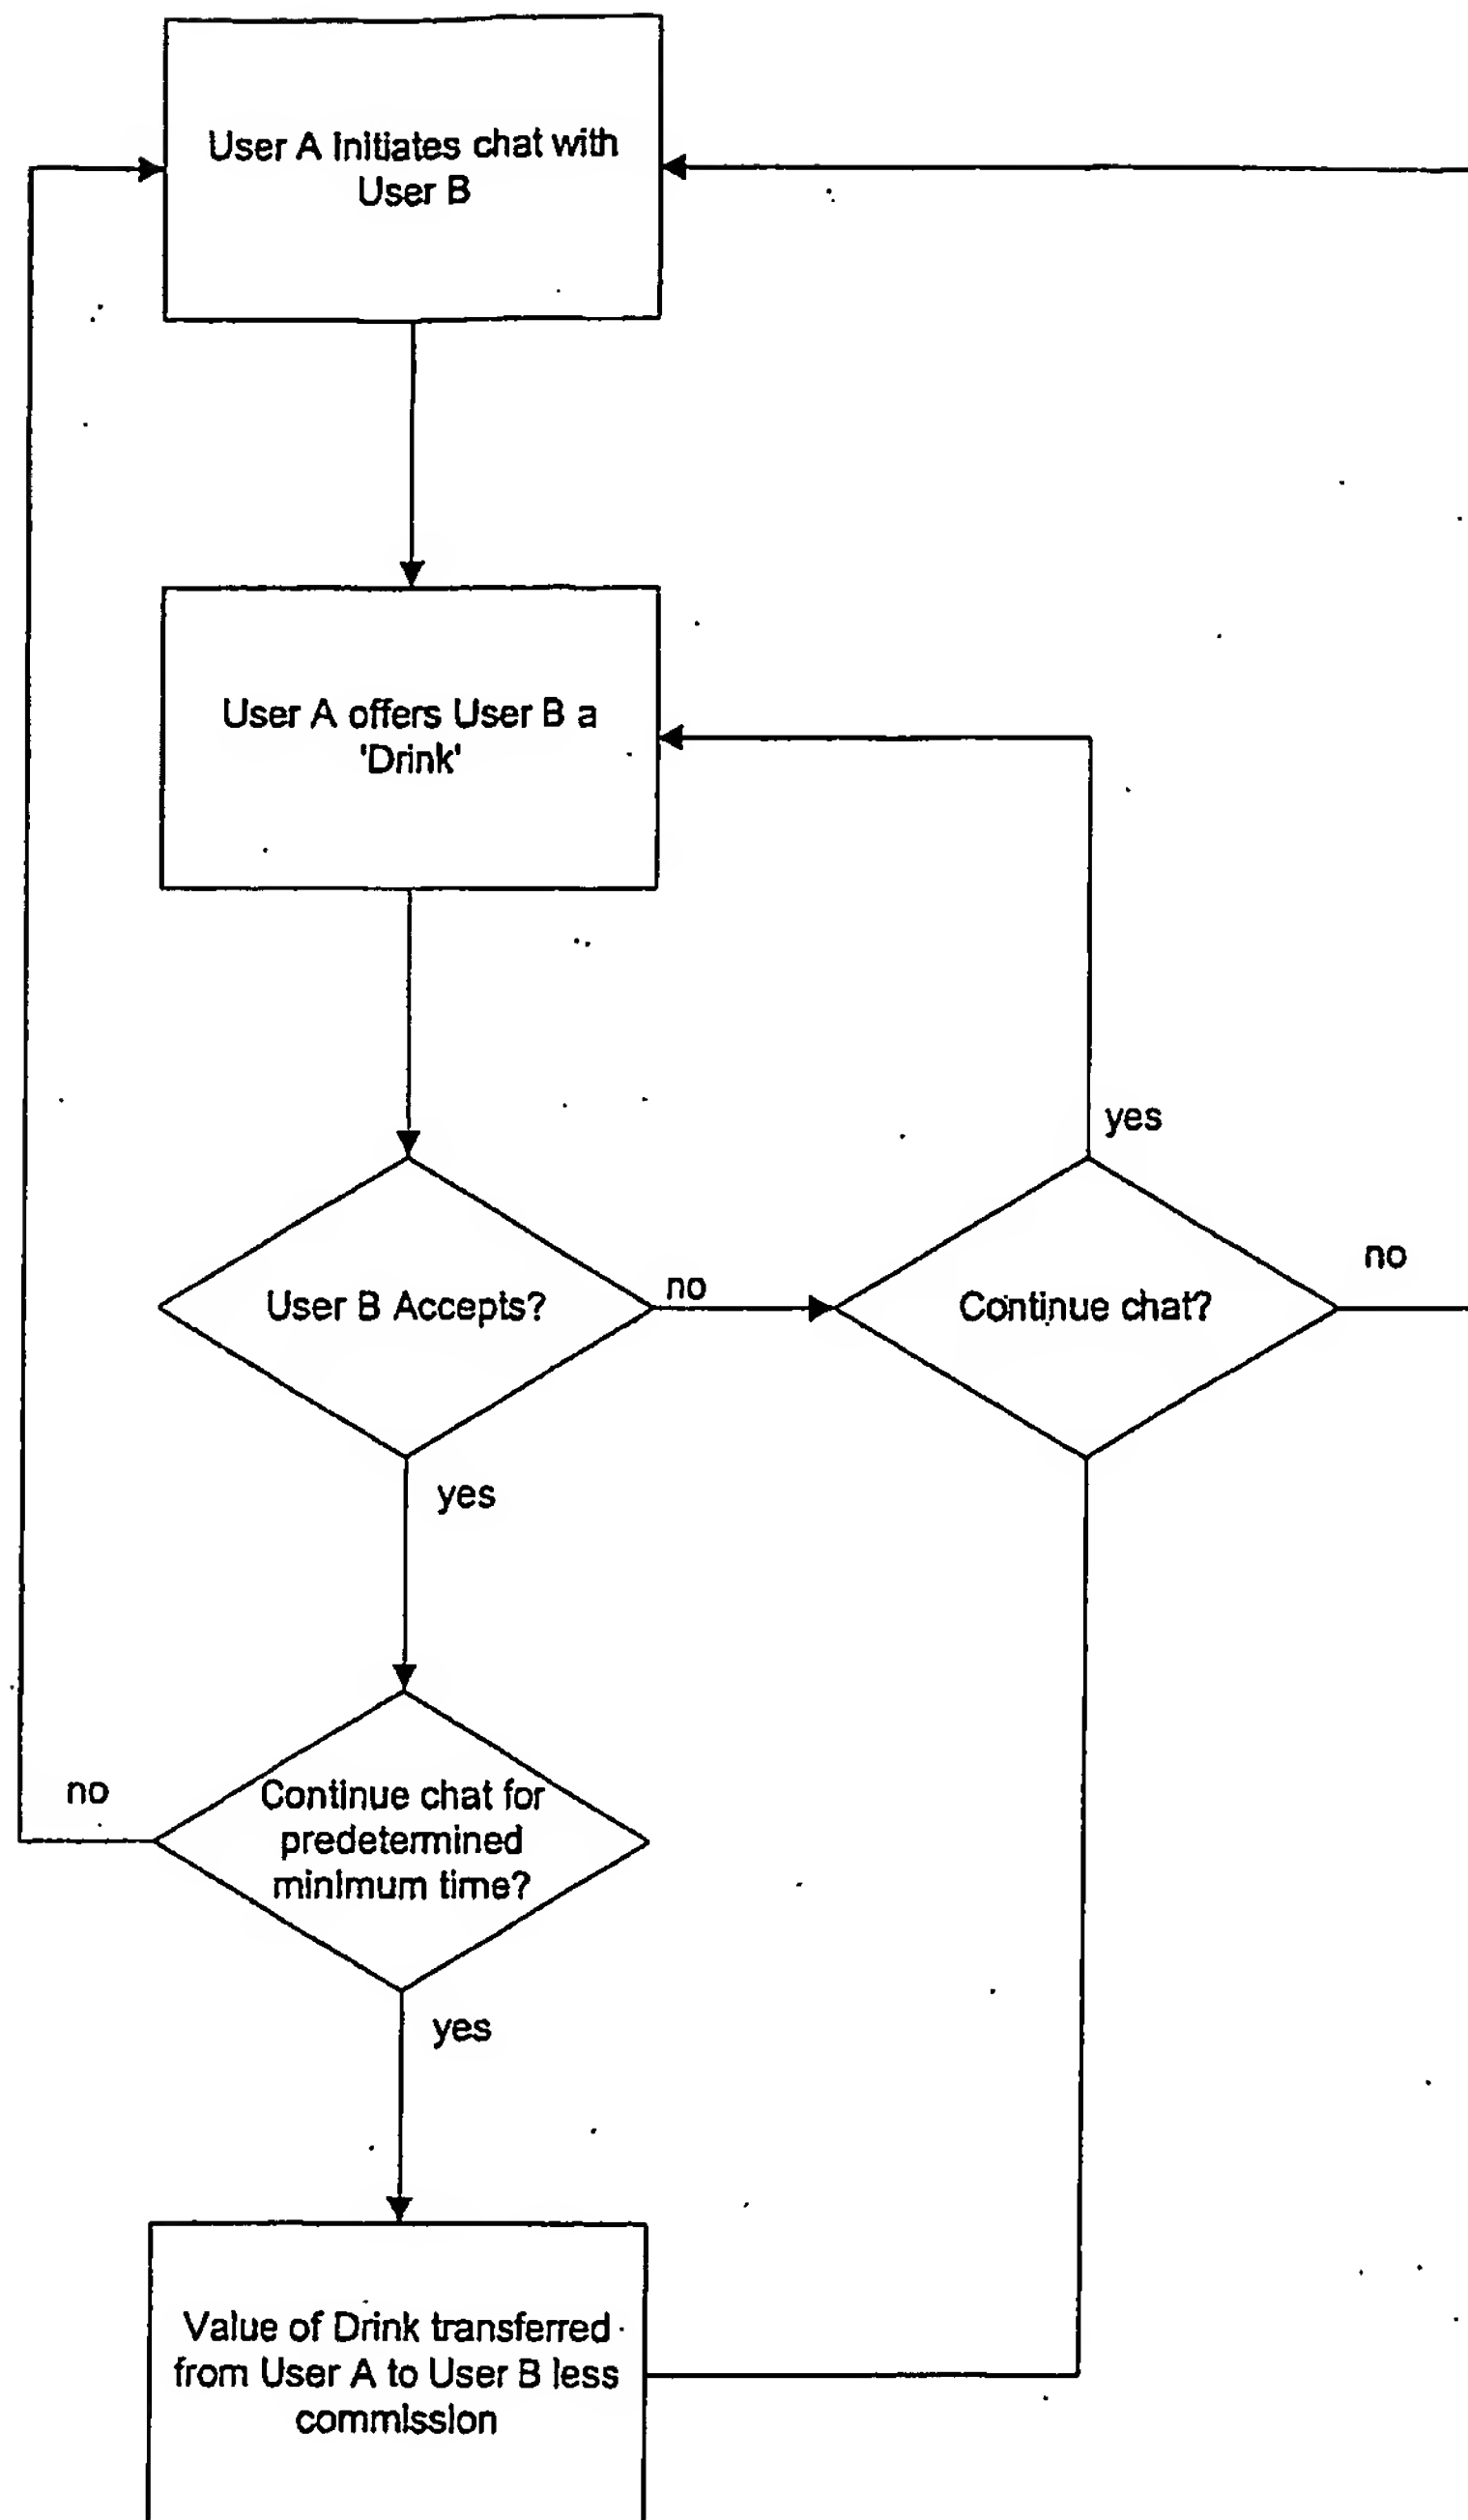 User A Initiates chat with
User B
User A offers User B a
'Drink'
yes
User B Accepts?
no
Continue chat?
no
yes
no
Continue chat for
predetermined
minimum time?
yes
Value of Drink transferred
from User A to User B less
commission